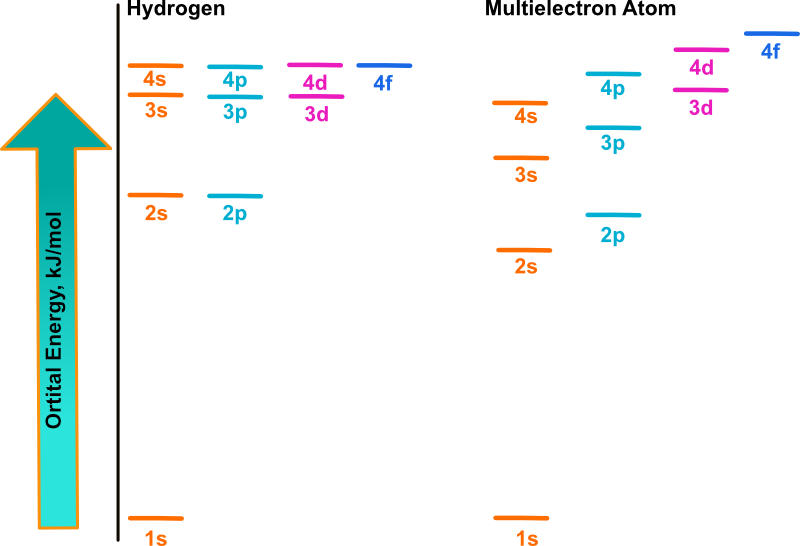 Hydrogen
4s 4p 4d 4f
3s 3p 3d
2s 2p
1s
Multielectron Atom
4f
4d
4p
3d
4s
3p
3s
2p
2s
1s
Ortital Energy, kJ/mol